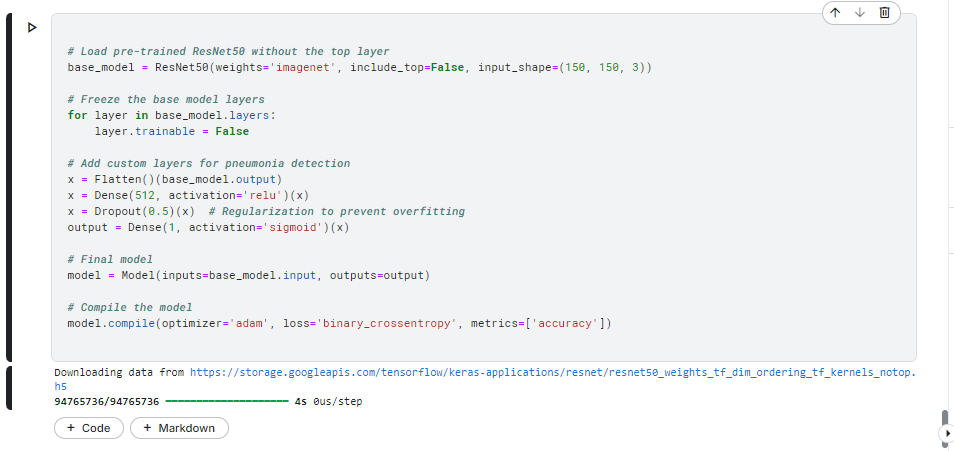 # Load pre-trained ResNet50 without the top layer
base_model = ResNet50(weights='imagenet', include_top=False, input_shape=(150, 150, 3))
# Freeze the base model layers
for layer in base_model.layers:
    layer.trainable = False
# Add custom layers for pneumonia detection
x = Flatten()(base_model.output)
x = Dense(512, activation='relu')(x)
x = Dropout(0.5)(x)  # Regularization to prevent overfitting
output = Dense(1, activation='sigmoid')(x)
# Final model
model = Model(inputs=base_model.input, outputs=output)
# Compile the model
model.compile(optimizer='adam', loss='binary_crossentropy', metrics=['accuracy'])
Downloading data from https://storage.googleapis.com/tensorflow/keras-applications/resnet/resnet50_weights_tf_dim_ordering_tf_kernels_notop.
h5
94765736/94765736 ━━━━━━━━━━━━━━━━━━━━ 4s 0us/step
+ Code + Markdown